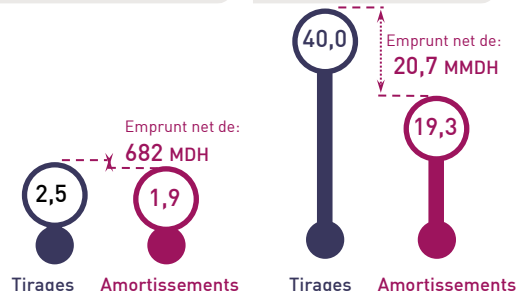 2,5
Emprunt net de:
682 MDH
1,9
Tirages Amortissements
40,0
Emprunt net de:
20,7 MMDH
19,3
Tirages Amortissements